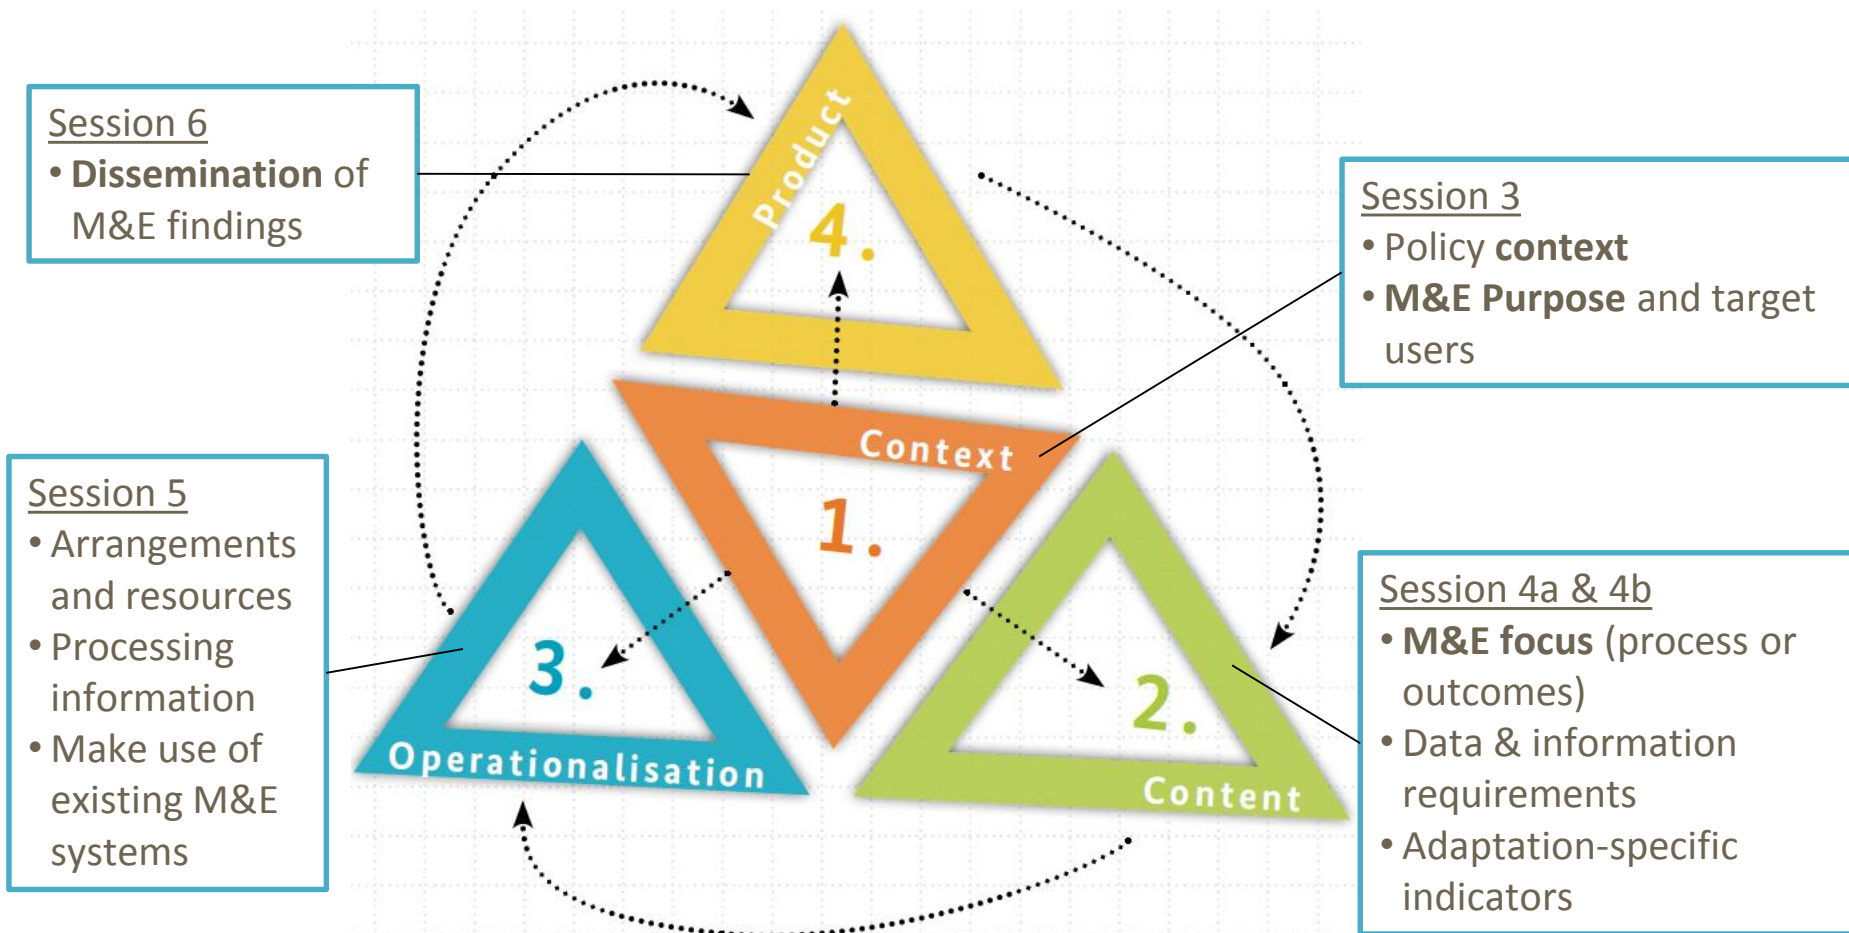 Session 6
• Dissemination of
M&E findings
Product
4.
Session 3
• Policy context
• M&E Purpose and target
users
Context
1.
Session 5
• Arrangements
and resources
• Processing
information
• Make use of
existing M&E
systems
3.
Operationalisation
2.
Content
Session 4a & 4b
• M&E focus (process or
outcomes)
• Data & information
requirements
• Adaptation-specific
indicators